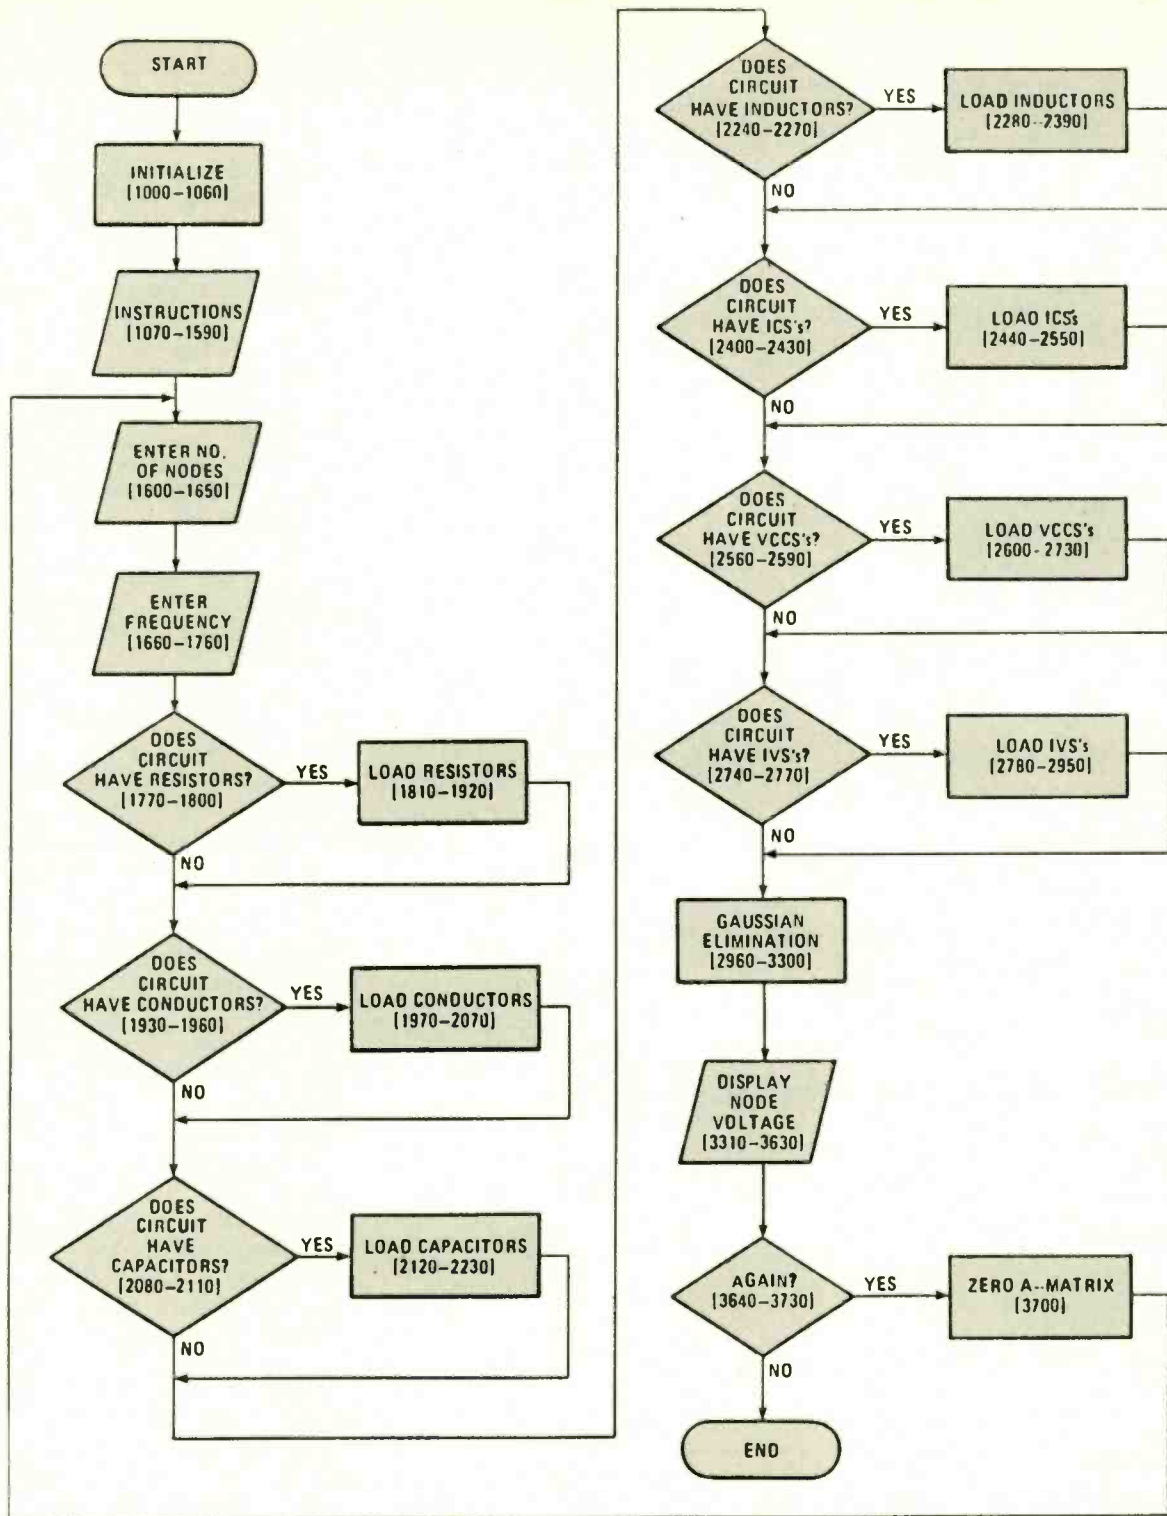 START
INITIALIZE
[1000-1060]
INSTRUCTIONS
[1070-1590]
ENTER NO.
OF NODES
[1600-1650]
ENTER
FREQUENCY
[1660-1760]
DOES
CIRCUIT
HAVE RESISTORS?
[1770-1800]
YES
LOAD RESISTORS
[1810-1920]
NO
DOES
CIRCUIT
HAVE CONDUCTORS?
[1930-1960]
YES
LOAD CONDUCTORS
[1970-2070]
NO
DOES
CIRCUIT
HAVE
CAPACITORS?
[2080-2110]
YES
LOAD CAPACITORS
[2120-2230]
NO
DOES
CIRCUIT
HAVE INDUCTORS?
[2240-2270]
YES
LOAD INDUCTORS
[2280-2390]
NO
DOES
CIRCUIT
HAVE ICS's?
[2400-2430]
YES
LOAD ICS's
[2440-2550]
NO
DOES
CIRCUIT
HAVE VCCS's?
[2560-2590]
YES
LOAD VCCS's
[2600-2730]
NO
DOES
CIRCUIT
HAVE IVS's?
[2740-2770]
YES
LOAD IVS's
[2780-2950]
NO
GAUSSIAN
ELIMINATION
[2960-3300]
DISPLAY
NODE
VOLTAGE
[3310-3630]
AGAIN?
[3640-3730]
YES
ZERO A-MATRIX
[3700]
NO
END